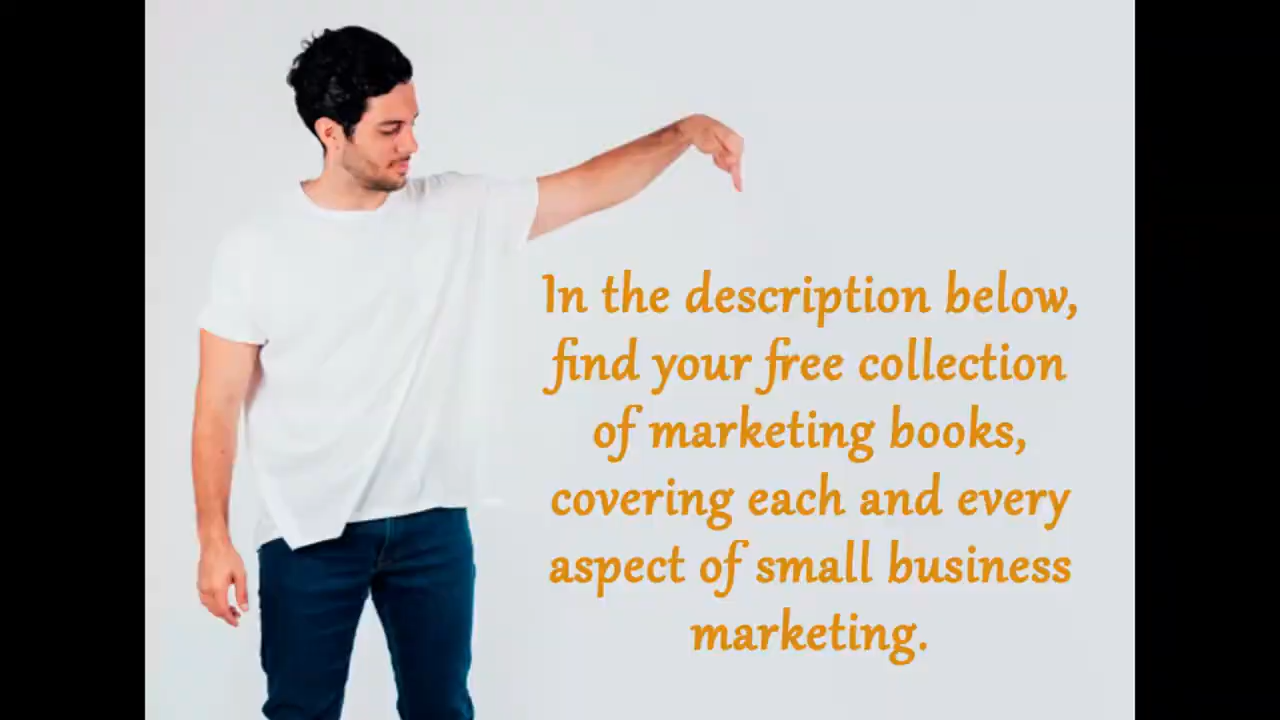 In the description below,
find your free collection
of marketing books,
covering each and every
aspect of small business
marketing.